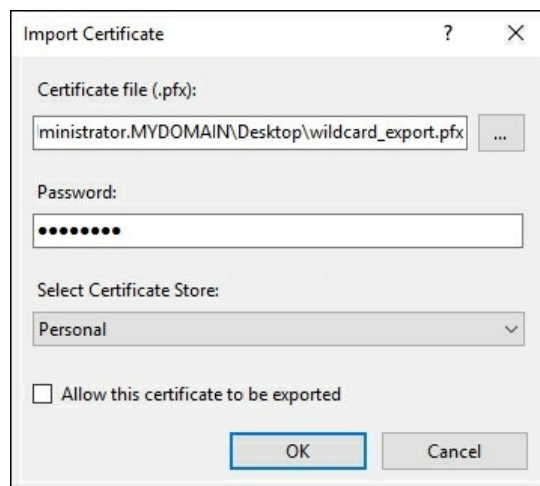 Import Certificate ?
Certificate file (.pfx):
ministrator.MYDOMAIN\Desktop\wildcard_export.pfx ...
Password:
●●●●●●●●
Select Certificate Store:
Personal
Allow this certificate to be exported
OK Cancel